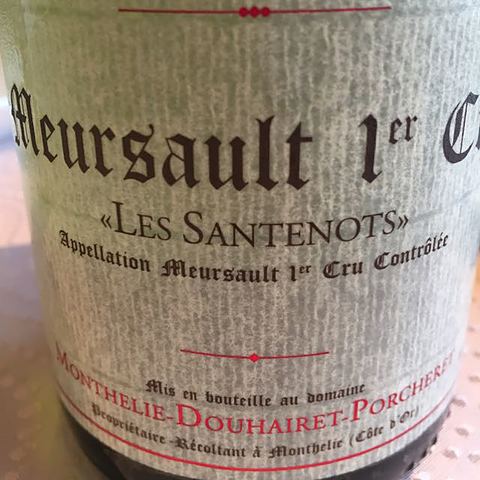 Meursault 1er C
«LES SANTENOTS»
Appellation Meursault 1er Cru Contrôlée
Mis en bouteille au domaine
MONTHELIE-DOUHAIRET-PORCHERET
Propriétaire-Récoltant à Monthelie (Côte d'Or)